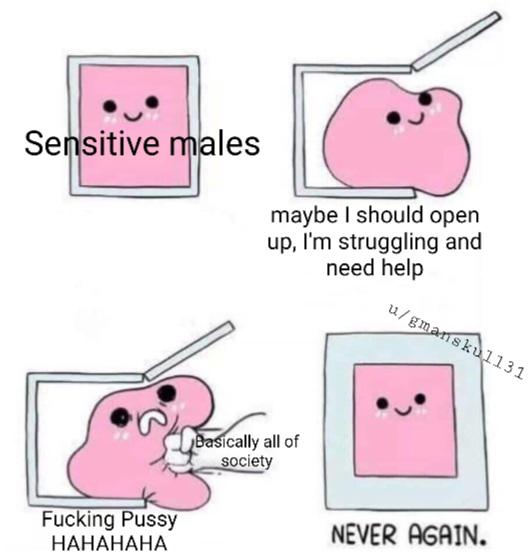 Sensitive males
maybe I should open
up, I'm struggling and
need help
u/gmanskull131
Basically all of
society
Fucking Pussy
HAHAHAHA
NEVER AGAIN.